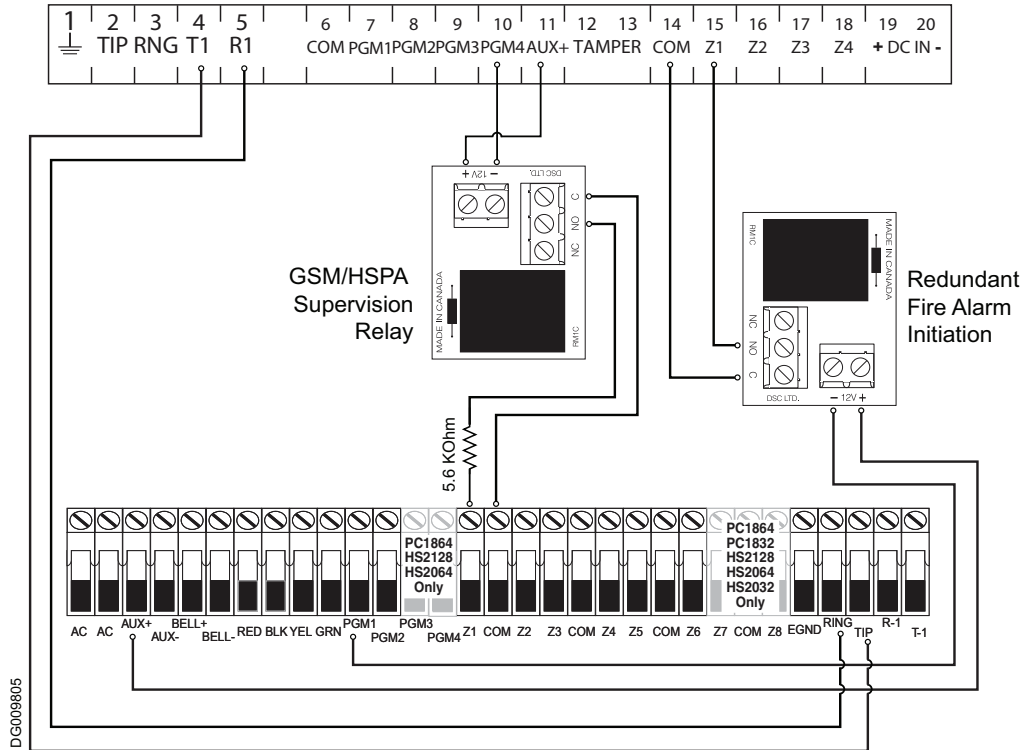 1 2 3 4 5 6 7 8 9 10 11 12 13 14 15 16 17 18 19 20
TIP RNG T1 R1 COM PGM1 PGM2 PGM3 PGM4 AUX+ TAMPER COM Z1 Z2 Z3 Z4 + DC IN -
+ 12V -
DSC LTD.
C
NO
NC
MADE IN CANADA
RM1C
GSM/HSPA
Supervision
Relay
RM1C
MADE IN CANADA
NC
NO
C
DSC LTD.
- 12V +
Redundant
Fire Alarm
Initiation
5.6 KOhm
PC1864
HS2128
HS2064
Only
PC1864
PC1832
HS2128
HS2064
HS2032
Only
AC AC AUX+ AUX- BELL+ BELL- RED BLK YEL GRN PGM1 PGM2 PGM3 PGM4 Z1 COM Z2 Z3 COM Z4 Z5 COM Z6 Z7 COM Z8 EGND RING TIP R-1 T-1
DG009805